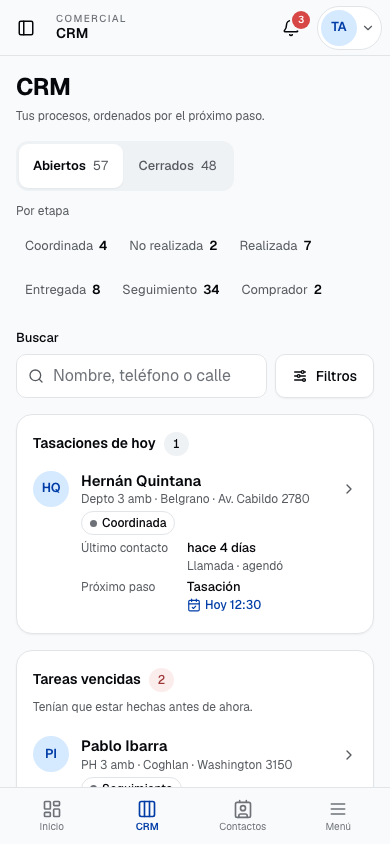 COMERCIAL
CRM
3
TA
CRM
Tus procesos, ordenados por el próximo paso.
Abiertos 57 Cerrados 48
Por etapa
Coordinada 4 No realizada 2 Realizada 7
Entregada 8 Seguimiento 34 Comprador 2
Buscar
Nombre, teléfono o calle
Filtros
Tasaciones de hoy 1
HQ
Hernán Quintana
Depto 3 amb · Belgrano · Av. Cabildo 2780
Coordinada
Último contacto hace 4 días
Llamada · agendó
Próximo paso Tasación
Hoy 12:30
Tareas vencidas 2
Tenían que estar hechas antes de ahora.
PI
Pablo Ibarra
PH 3 amb · Coghlan · Washington 3150
Seguimiento
Inicio CRM Contactos Menú